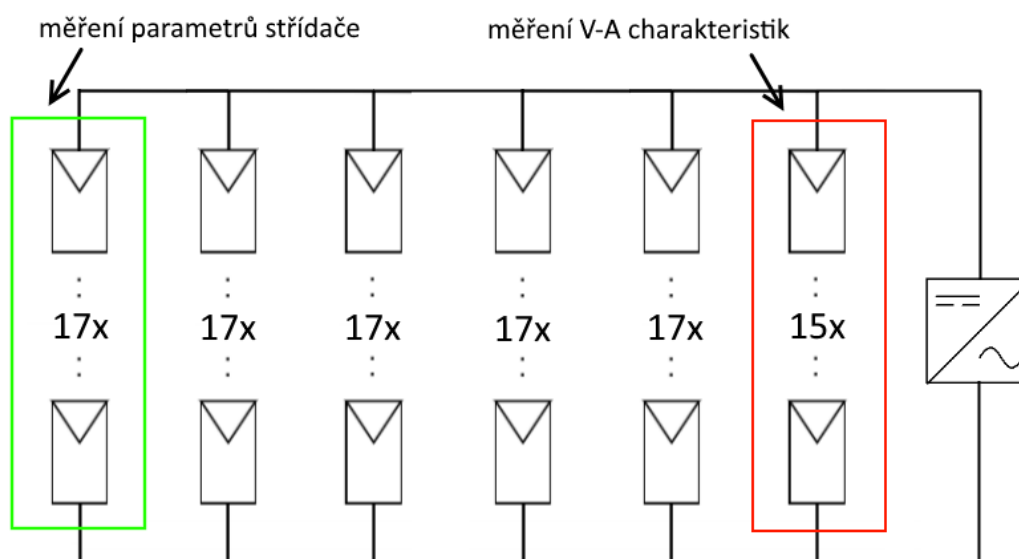 měření parametrů střídače
měření V-A charakteristik
17x 17x 17x 17x 17x 15x